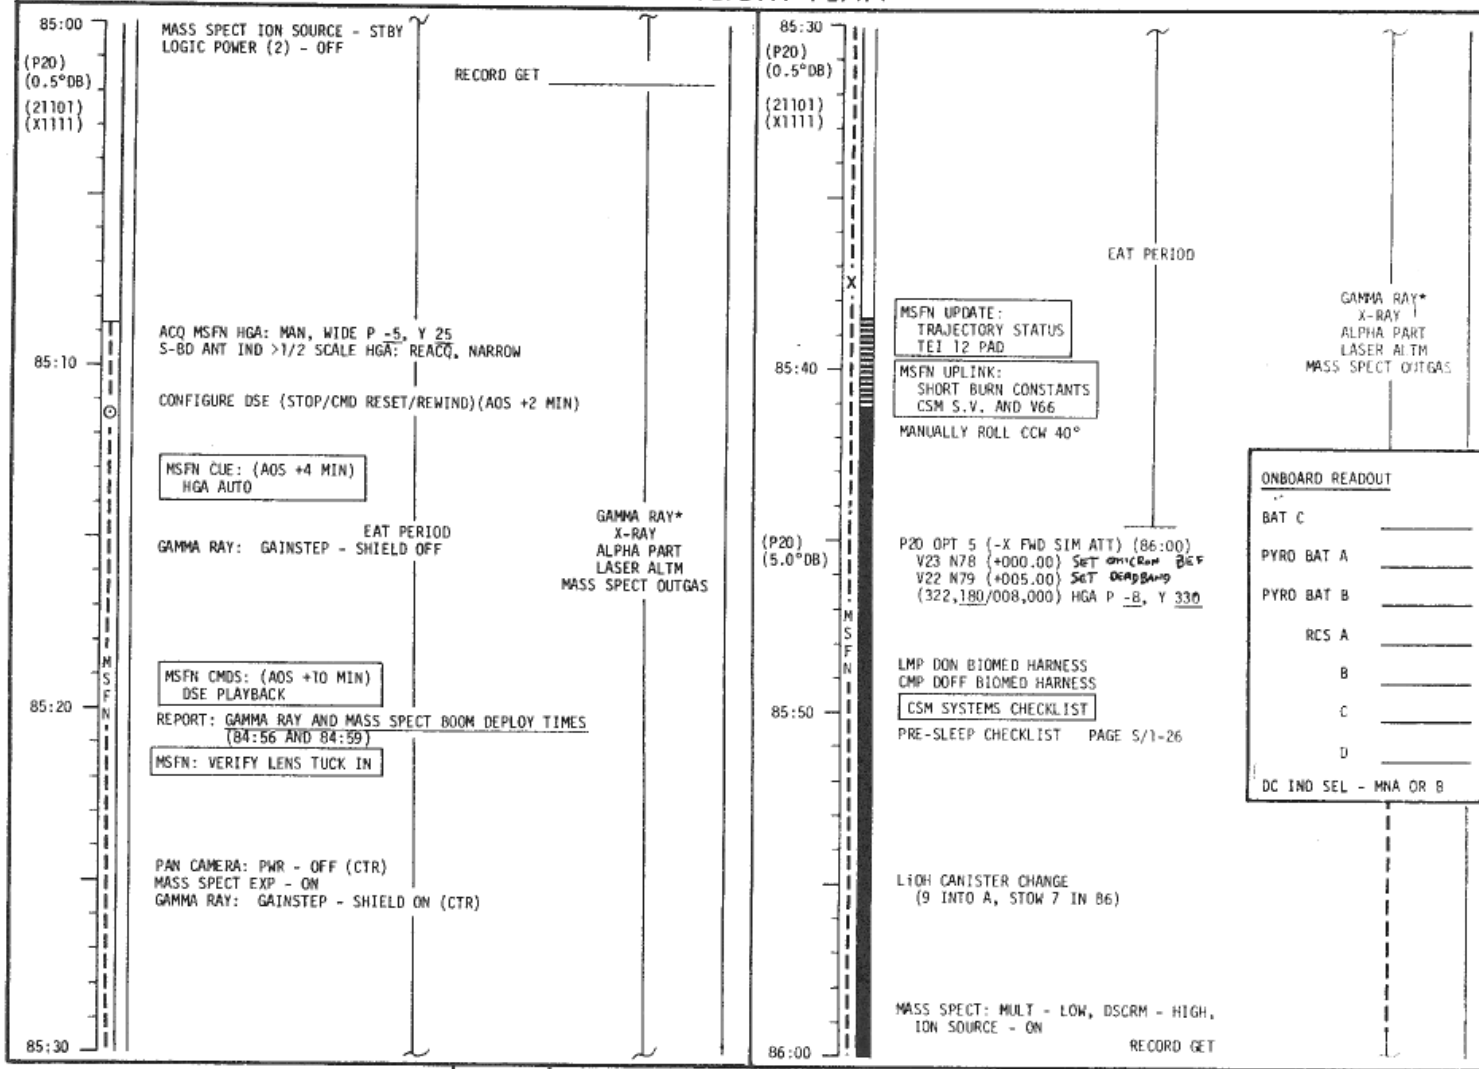 85:00
(P20)
(0.5°DB)
(21101)
(X1111)
MASS SPECT ION SOURCE - STBY
LOGIC POWER (2) - OFF
RECORD GET
ACQ MSFN HGA: MAN, WIDE P -5, Y 25
S-BD ANT IND >1/2 SCALE HGA: REACQ, NARROW
85:10
CONFIGURE DSE (STOP/CMD RESET/REWIND)(AOS +2 MIN)
MSFN CUE: (AOS +4 MIN)
HGA AUTO
EAT PERIOD
GAMMA RAY: GAINSTEP - SHIELD OFF
GAMMA RAY*
X-RAY
ALPHA PART
LASER ALTM
MASS SPECT OUTGAS
MSFN
MSFN CMDS: (AOS +10 MIN)
DSE PLAYBACK
85:20
REPORT: GAMMA RAY AND MASS SPECT BOOM DEPLOY TIMES
(84:56 AND 84:59)
MSFN: VERIFY LENS TUCK IN
PAN CAMERA: PWR - OFF (CTR)
MASS SPECT EXP - ON
GAMMA RAY: GAINSTEP - SHIELD ON (CTR)
85:30
85:30
(P20)
(0.5°DB)
(21101)
(X1111)
EAT PERIOD
X
MSFN UPDATE:
TRAJECTORY STATUS
TEI 12 PAD
GAMMA RAY*
X-RAY
ALPHA PART
LASER ALTM
MASS SPECT OUTGAS
85:40
MSFN UPLINK:
SHORT BURN CONSTANTS
CSM S.V. AND V66
MANUALLY ROLL CCW 40°
(P20)
(5.0°DB)
P20 OPT 5 (-X FWD SIM ATT) (86:00)
V23 N78 (+000.00) SET OMICRON BEF
V22 N79 (+005.00) SET DEADBAND
(322,180/008,000) HGA P -8, Y 330
MSFN
LMP DON BIOMED HARNESS
CMP DOFF BIOMED HARNESS
85:50
CSM SYSTEMS CHECKLIST
PRE-SLEEP CHECKLIST PAGE S/1-26
ONBOARD READOUT
BAT C
PYRO BAT A
PYRO BAT B
RCS A
B
C
D
DC IND SEL - MNA OR B
LiOH CANISTER CHANGE
(9 INTO A, STOW 7 IN B6)
MASS SPECT: MULT - LOW, DSCRM - HIGH,
ION SOURCE - ON
RECORD GET
86:00